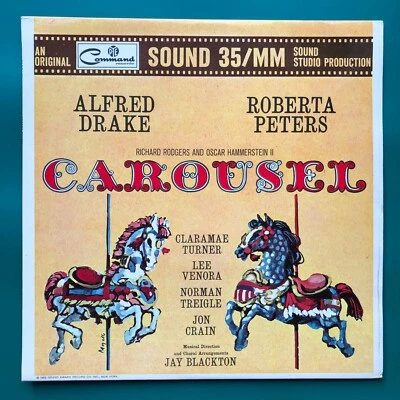 AN
ORIGINAL
PYE
Command
SOUND 35/MM
SOUND
STUDIO PRODUCTION
ALFRED
DRAKE
ROBERTA
PETERS
RICHARD RODGERS AND OSCAR HAMMERSTEIN II
CAROUSEL
CLARAMAE
TURNER
LEE
VENORA
NORMAN
TREIGLE
JON
CRAIN
Musical Direction
and Choral Arrangements
JAY BLACKTON